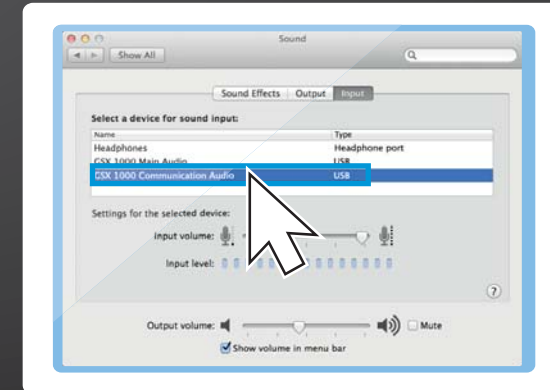 Sound
Show All
Sound Effects Output Input
Select a device for sound input:
Name Type
Headphones Headphone port
GSX 1000 Main Audio USB
GSX 1000 Communication Audio USB
Settings for the selected device:
Input volume:
Input level:
?
Output volume: Mute
Show volume in menu bar